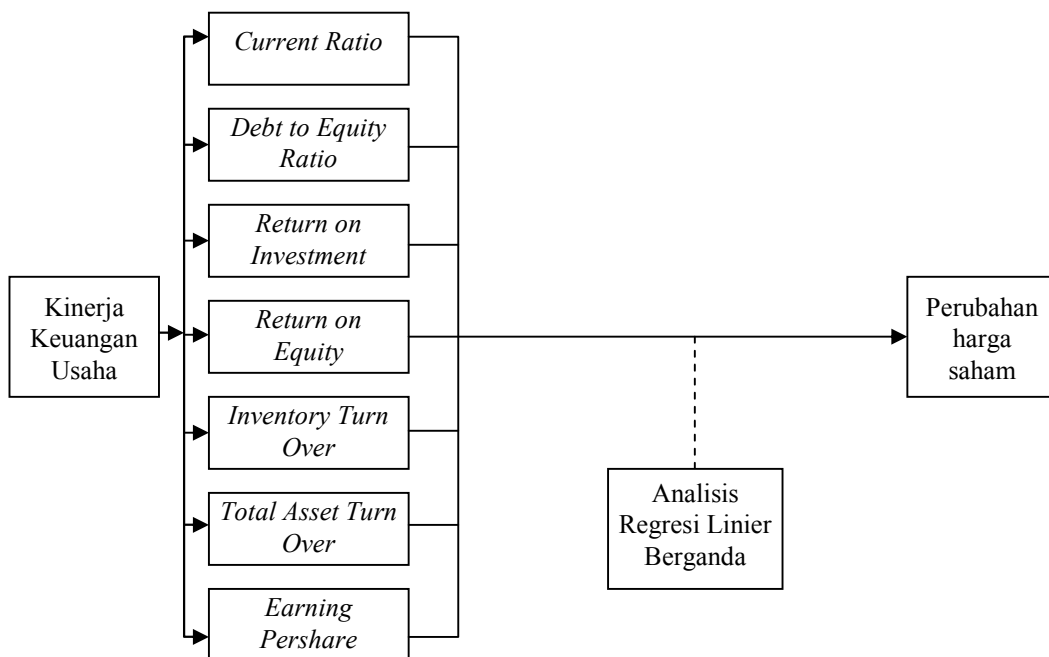 Current Ratio
Debt to Equity
Ratio
Return on
Investment
Kinerja
Keuangan
Usaha
Return on
Equity
Perubahan
harga
saham
Inventory Turn
Over
Analisis
Regresi Linier
Berganda
Total Asset Turn
Over
Earning
Pershare